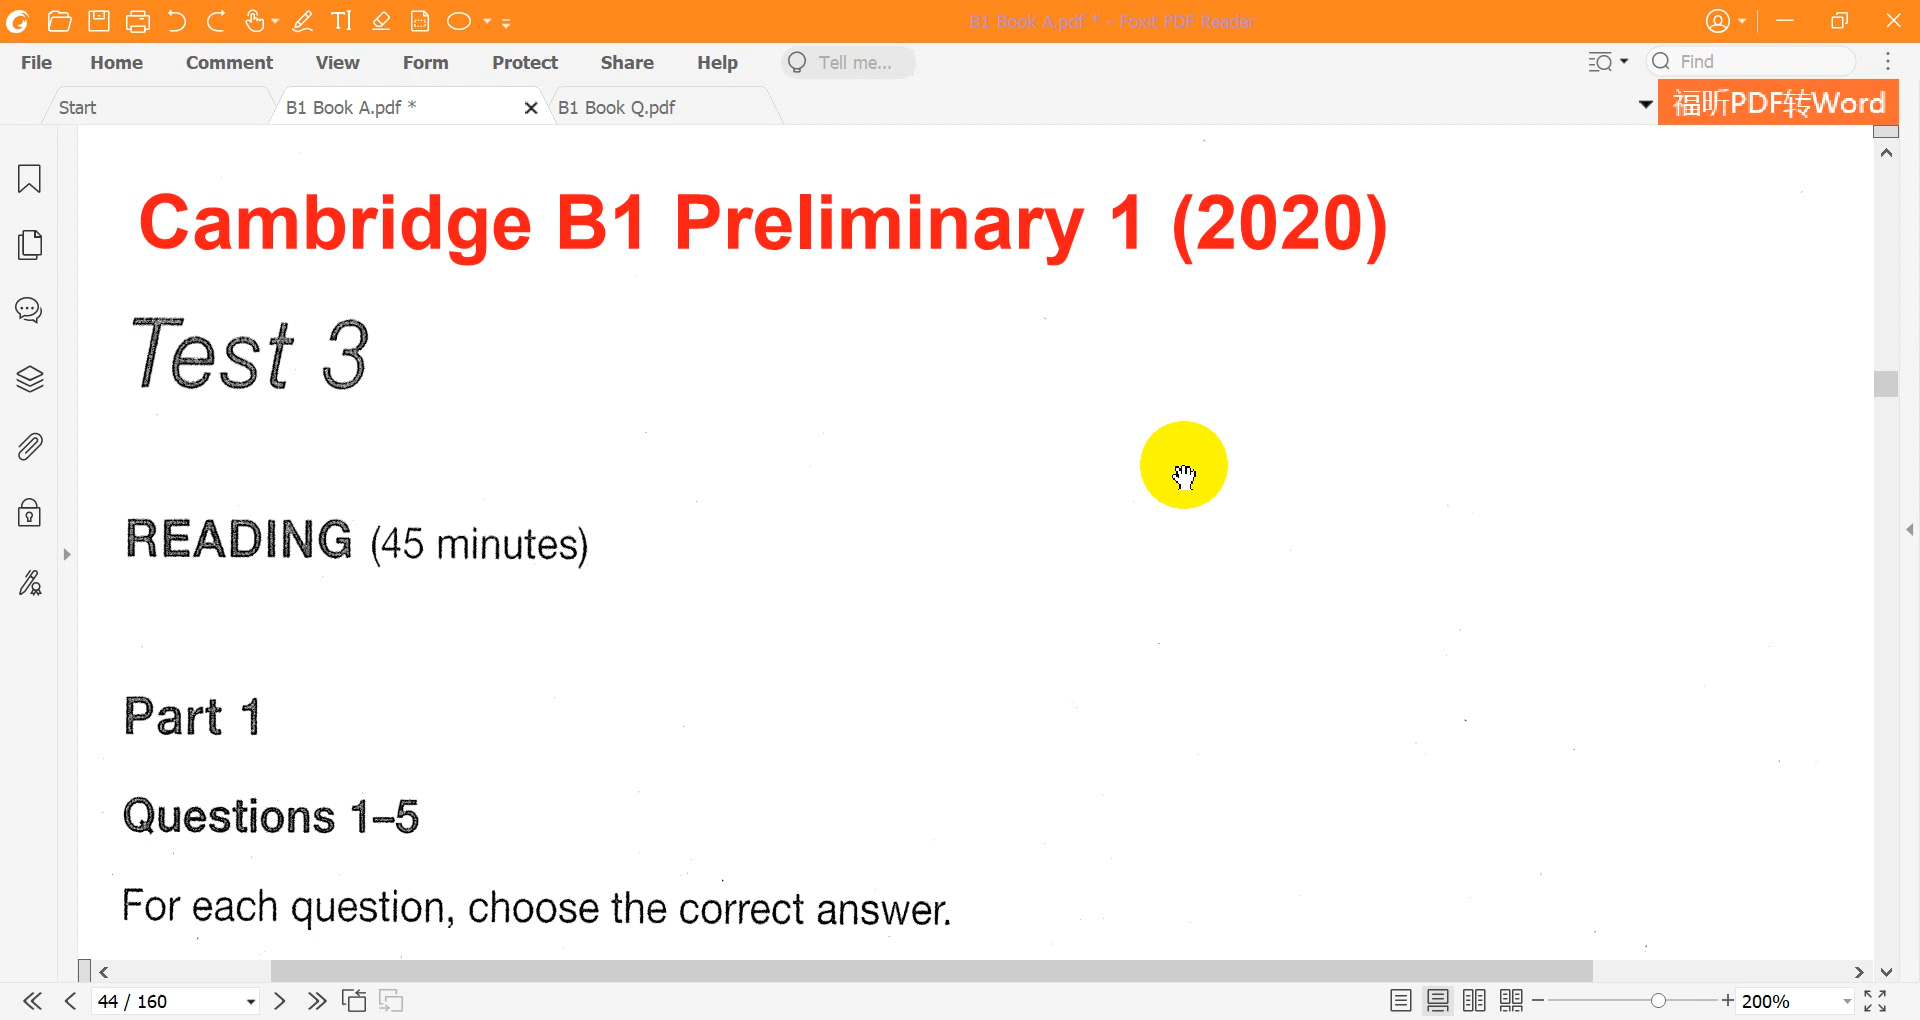 B1 Book A.pdf * - Foxit PDF Reader
File Home Comment View Form Protect Share Help Tell me... Find
Start B1 Book A.pdf * B1 Book Q.pdf 福昕PDF转Word
Cambridge B1 Preliminary 1 (2020)
Test 3
READING (45 minutes)
Part 1
Questions 1–5
For each question, choose the correct answer.
44 / 160 200%